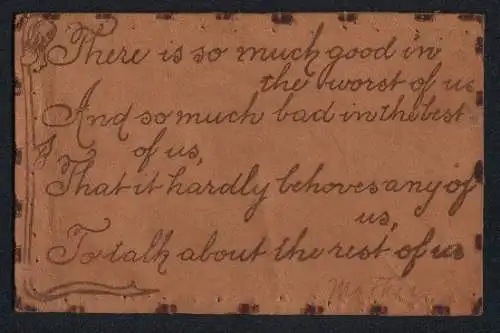 There is so much good in
the worst of us
And so much bad in the best
of us,
That it hardly behoves any of
us,
To talk about the rest of us
Mother